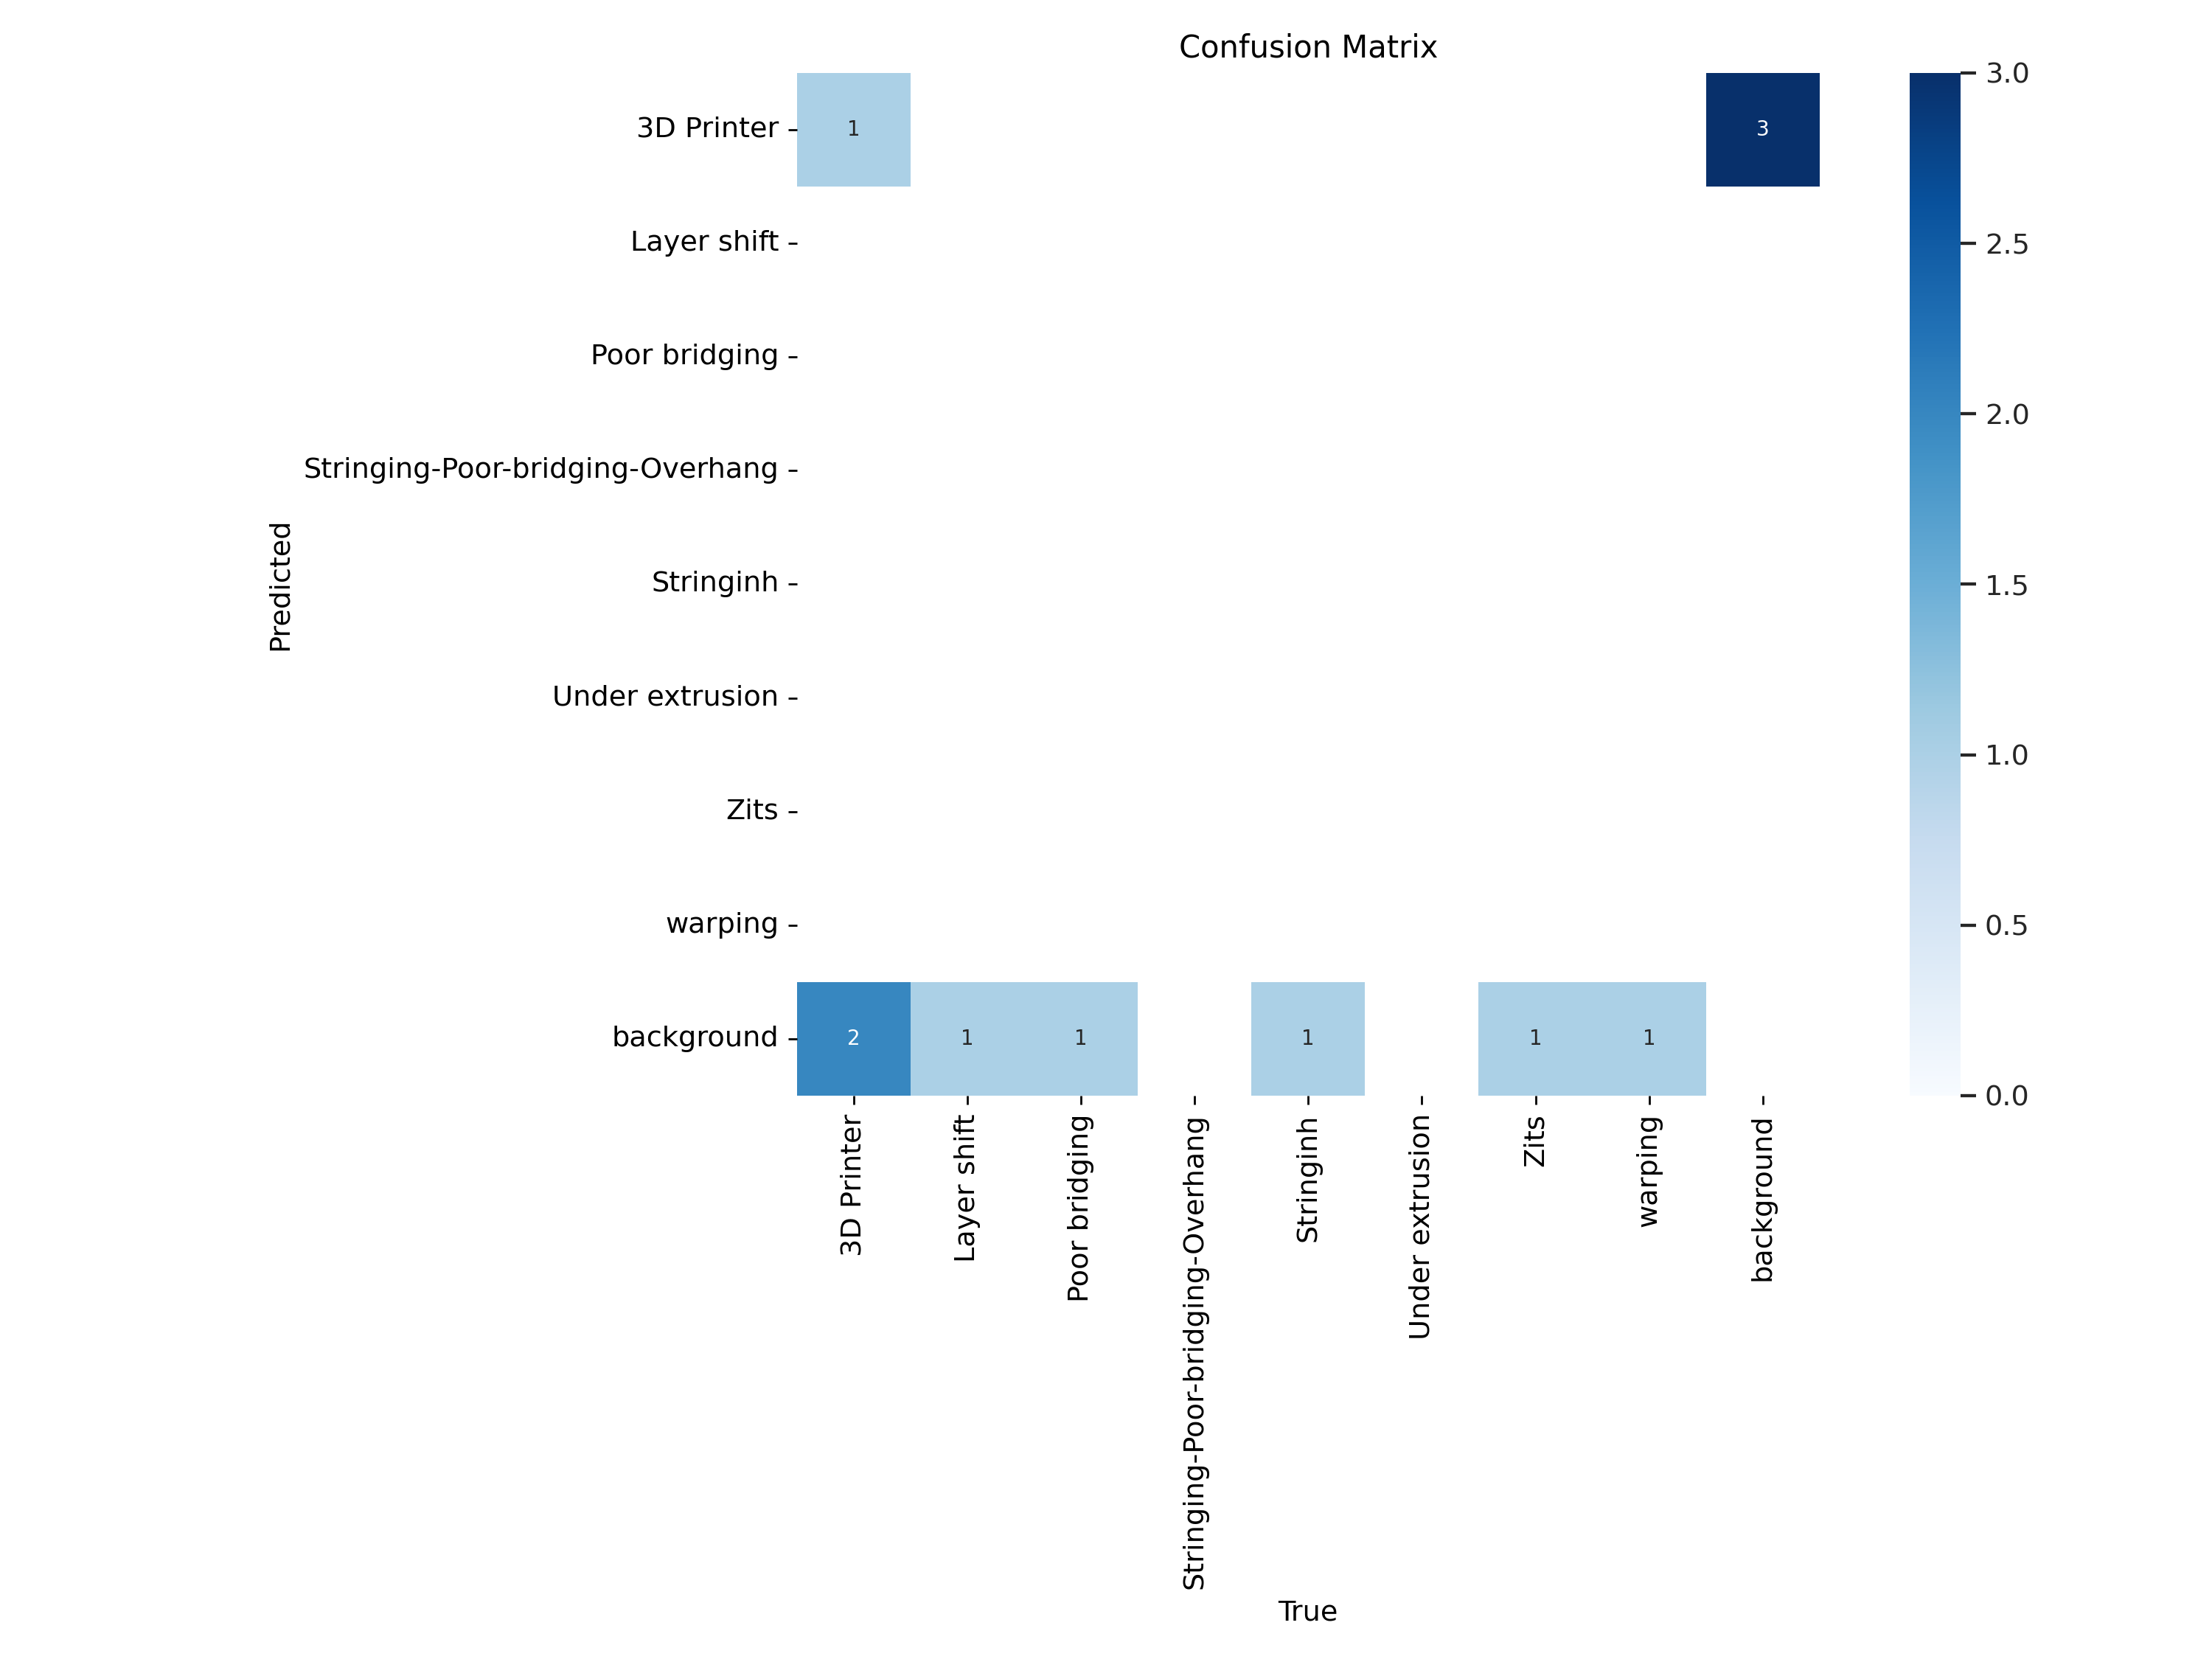 Confusion Matrix
3D Printer
Layer shift
Poor bridging
Stringing-Poor-bridging-Overhang
Stringinh
Under extrusion
Zits
warping
background
Predicted
1
3
2
1
1
1
1
1
3.0
2.5
2.0
1.5
1.0
0.5
0.0
3D Printer
Layer shift
Poor bridging
Stringing-Poor-bridging-Overhang
Stringinh
Under extrusion
Zits
warping
background
True